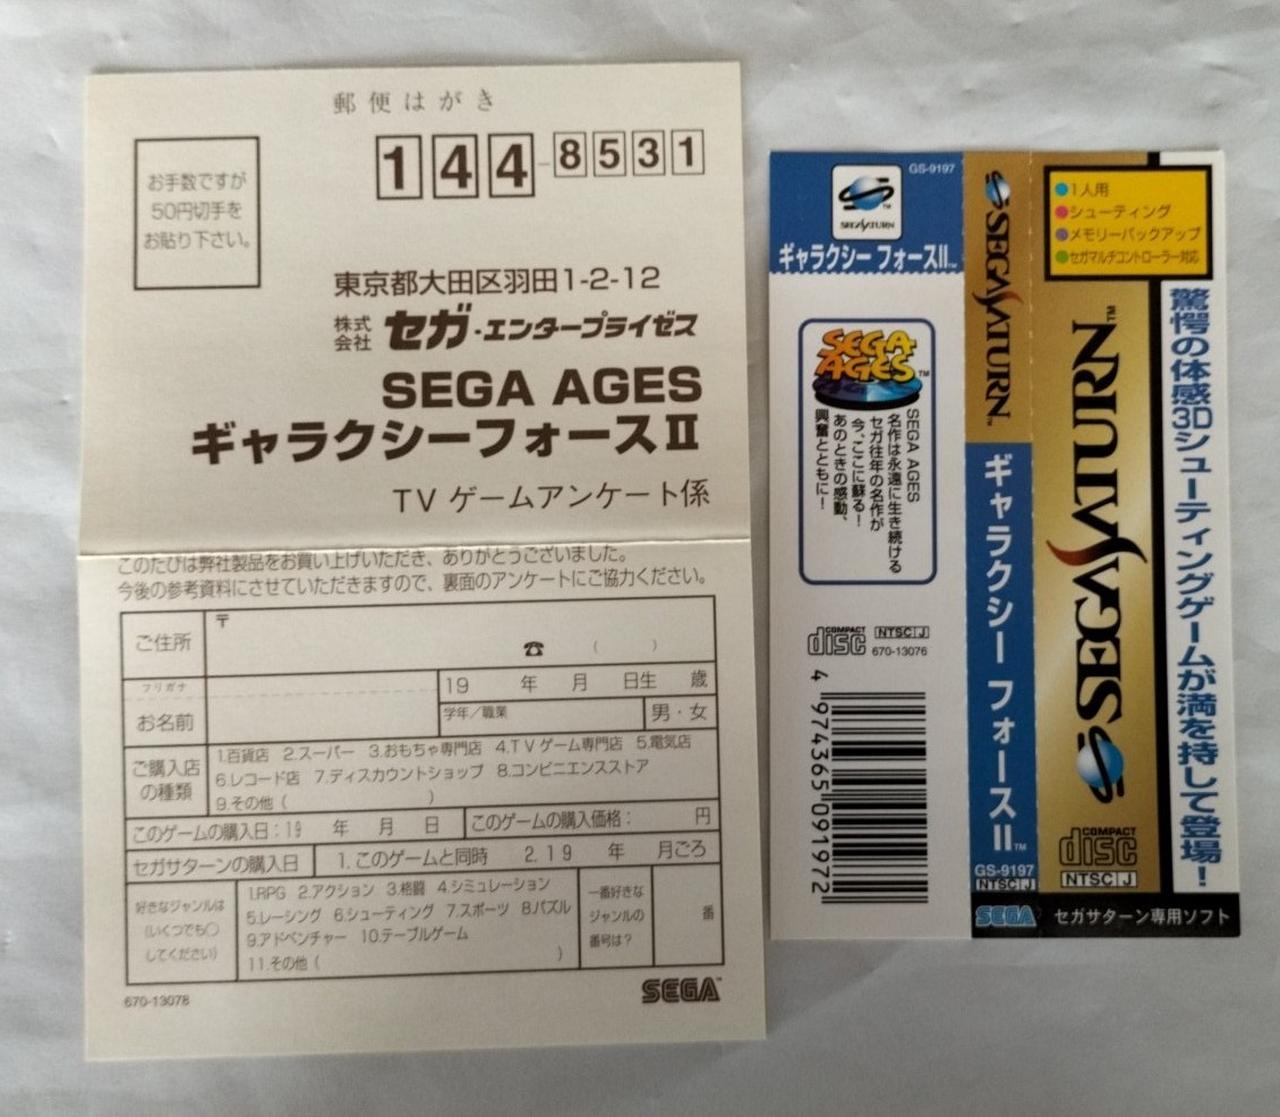 郵便はがき
144-8531
お手数ですが
50円切手を
お貼り下さい。
東京都大田区羽田1-2-12
株式会社 セガ・エンタープライゼス
SEGA AGES
ギャラクシーフォースII
TV ゲームアンケート係
このたびは弊社製品をお買い上げいただき、ありがとうございました。
今後の参考資料にさせていただきますので、裏面のアンケートにご協力ください。
ご住所 〒
☎ ( )
フリガナ
お名前
19 年 月 日生 歳
学年/職業 男・女
ご購入店の種類
1.百貨店 2.スーパー 3.おもちゃ専門店 4.TVゲーム専門店 5.電気店
6.レコード店 7.ディスカウントショップ 8.コンビニエンスストア
9.その他( )
このゲームの購入日:19 年 月 日 このゲームの購入価格: 円
セガサターンの購入日 1.このゲームと同時 2.19 年 月ごろ
好きなジャンルは
(いくつでも○
してください)
1.RPG 2.アクション 3.格闘 4.シミュレーション
5.レーシング 6.シューティング 7.スポーツ 8.パズル
9.アドベンチャー 10.テーブルゲーム
11.その他( )
一番好きな
ジャンルの
番号は?
番
670-13078
SEGA™
GS-9197
SEGA SATURN
ギャラクシー フォースII™
SEGA AGES™
SEGA AGES
名作は永遠に生き続ける
セガ往年の名作が
今、ここに蘇る!
あのときの感動、
興奮とともに!
COMPACT disc
NTSC J
670-13076
4 974365 091972
SEGA SATURN™
ギャラクシー フォースII™
GS-9197
NTSC J
SEGA
●1人用
●シューティング
●メモリーバックアップ
●セガマルチコントローラー対応
SEGA SATURN™
COMPACT disc
NTSC J
驚愕の体感3Dシューティングゲームが満を持して登場!
セガサターン専用ソフト